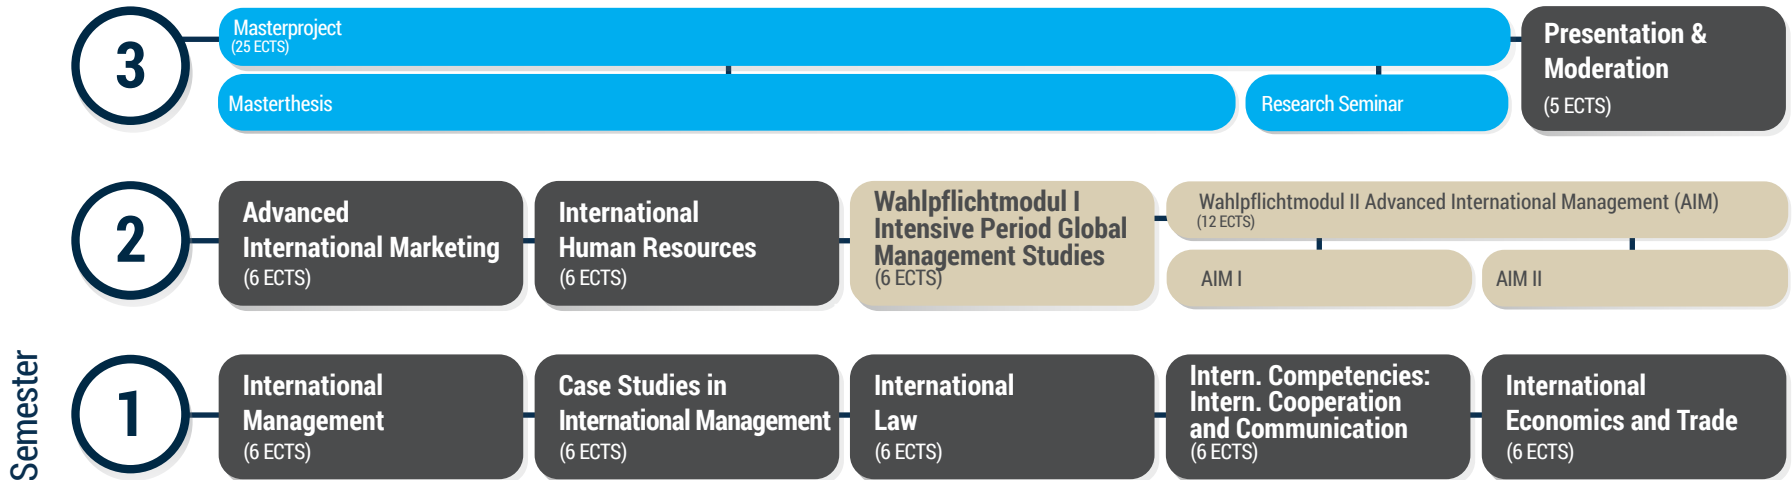 3
Masterproject
(25 ECTS)
Masterthesis
Research Seminar
Presentation &
Moderation
(5 ECTS)
2
Advanced
International Marketing
(6 ECTS)
International
Human Resources
(6 ECTS)
Wahlpflichtmodul I
Intensive Period Global
Management Studies
(6 ECTS)
Wahlpflichtmodul II Advanced International Management (AIM)
(12 ECTS)
AIM I
AIM II
Semester
1
International
Management
(6 ECTS)
Case Studies in
International Management
(6 ECTS)
International
Law
(6 ECTS)
Intern. Competencies:
Intern. Cooperation
and Communication
(6 ECTS)
International
Economics and Trade
(6 ECTS)